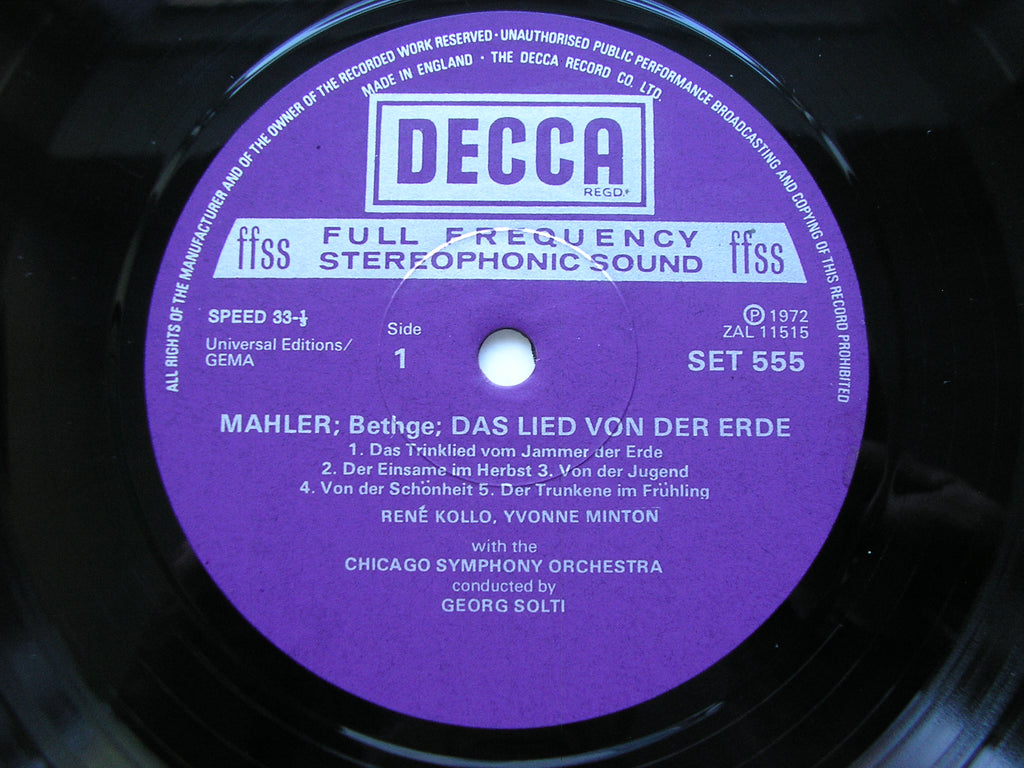 ALL RIGHTS OF THE MANUFACTURER AND OF THE OWNER OF THE RECORDED WORK RESERVED · UNAUTHORISED PUBLIC PERFORMANCE BROADCASTING AND COPYING OF THIS RECORD PROHIBITED
MADE IN ENGLAND · THE DECCA RECORD CO. LTD.
DECCA
REGD.
ffss FULL FREQUENCY ffss
STEREOPHONIC SOUND
SPEED 33-⅓
Universal Editions/
GEMA
Side
1
℗ 1972
ZAL 11515
SET 555
MAHLER; Bethge; DAS LIED VON DER ERDE
1. Das Trinklied vom Jammer der Erde
2. Der Einsame im Herbst 3. Von der Jugend
4. Von der Schönheit 5. Der Trunkene im Frühling
RENÉ KOLLO, YVONNE MINTON
with the
CHICAGO SYMPHONY ORCHESTRA
conducted by
GEORG SOLTI